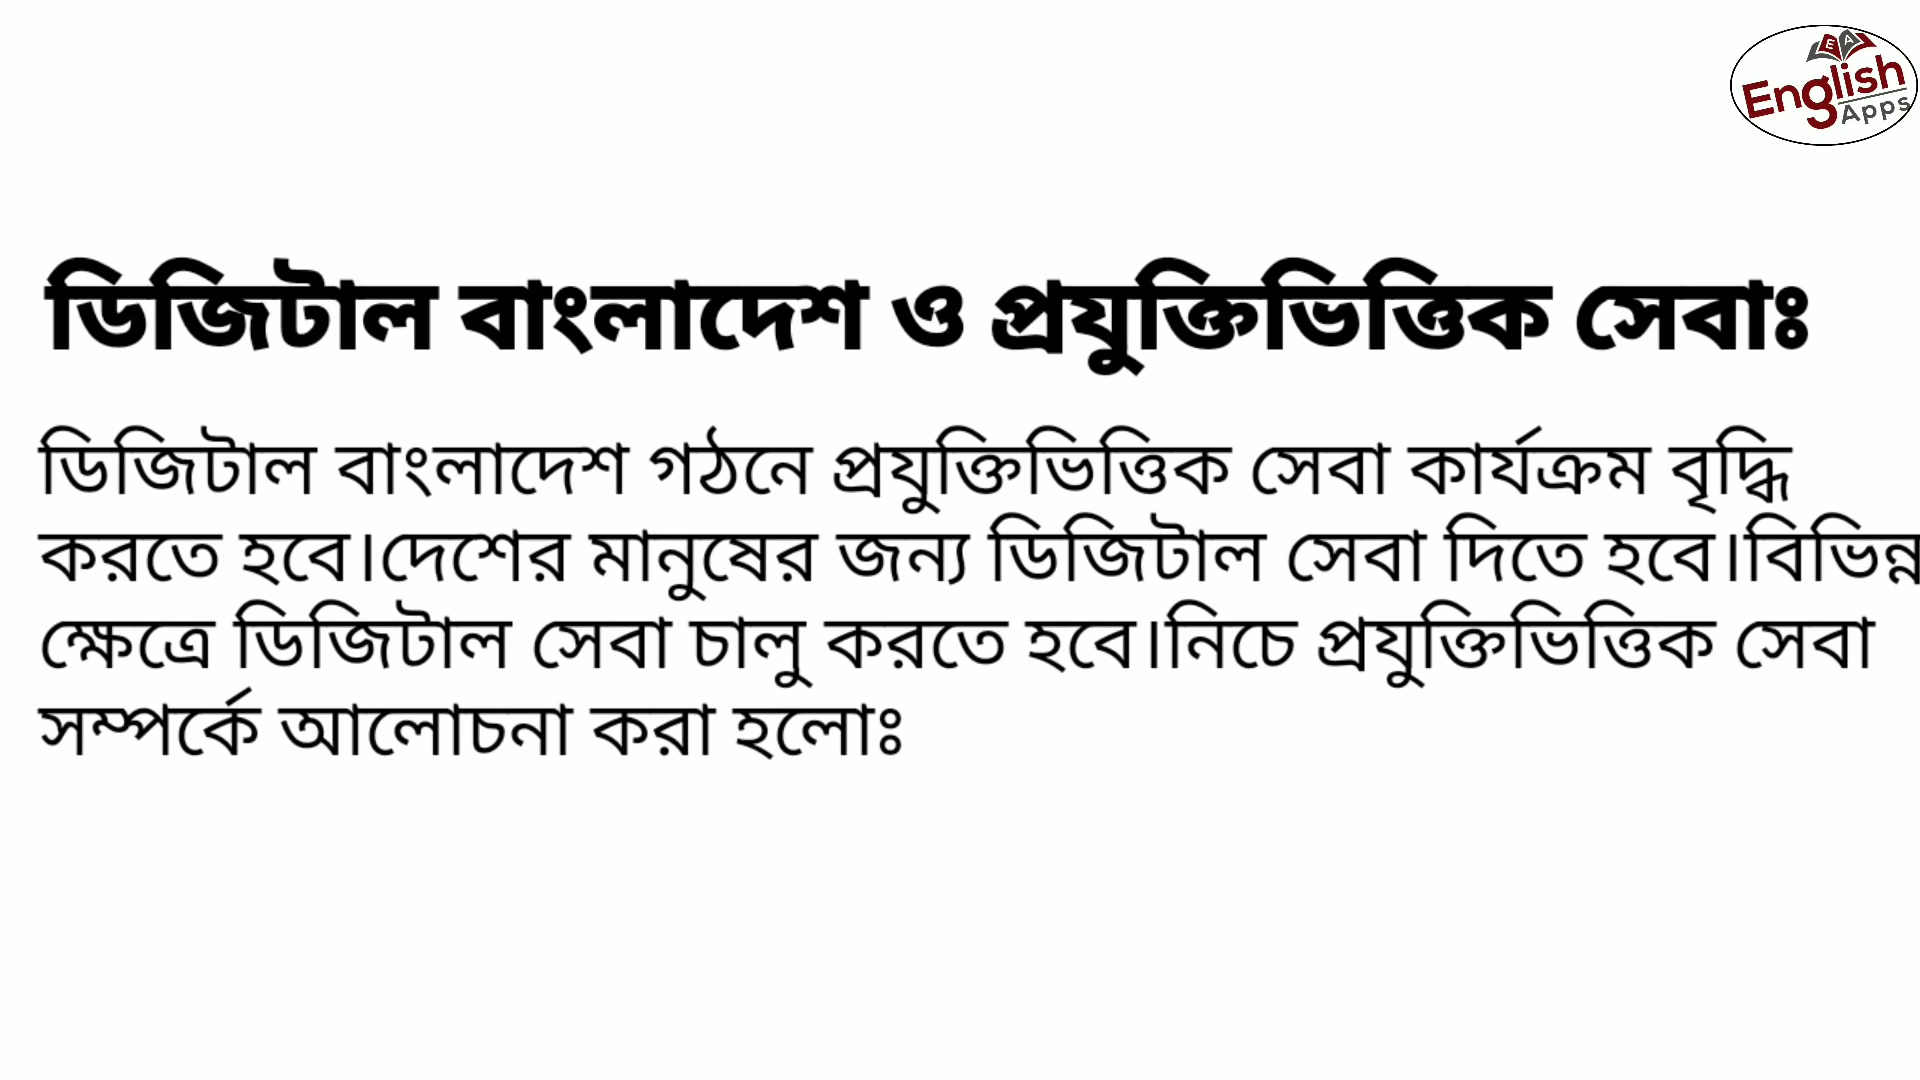 E A
English
Apps
ডিজিটাল বাংলাদেশ ও প্রযুক্তিভিত্তিক সেবাঃ
ডিজিটাল বাংলাদেশ গঠনে প্রযুক্তিভিত্তিক সেবা কার্যক্রম বৃদ্ধি
করতে হবে।দেশের মানুষের জন্য ডিজিটাল সেবা দিতে হবে।বিভিন্ন
ক্ষেত্রে ডিজিটাল সেবা চালু করতে হবে।নিচে প্রযুক্তিভিত্তিক সেবা
সম্পর্কে আলোচনা করা হলোঃ